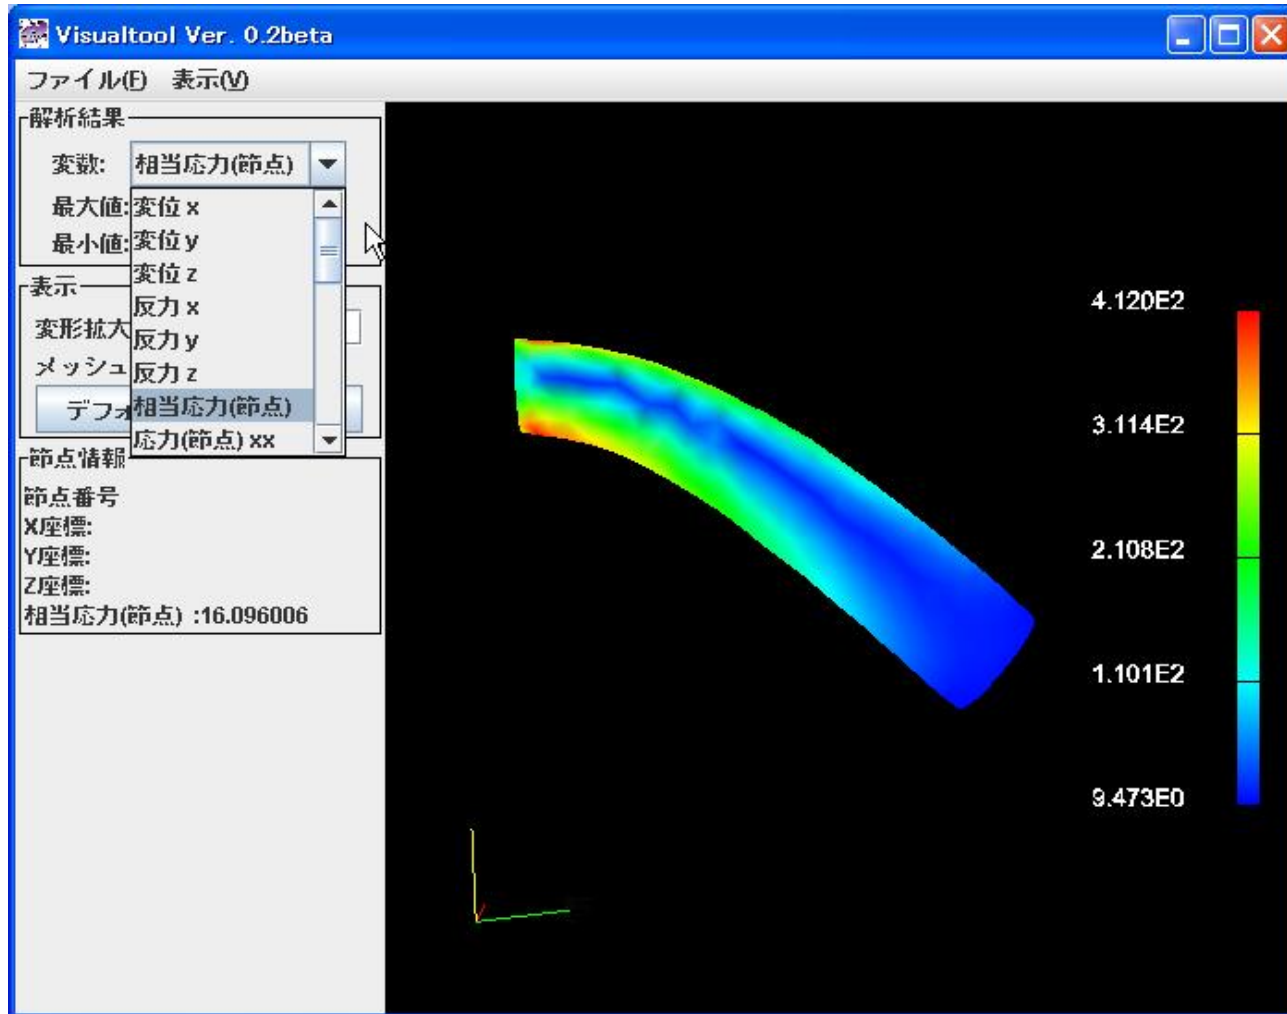 Visualtool Ver. 0.2beta
ファイル(F) 表示(V)
解析結果
変数: 相当応力(節点)
最大値:
最小値:
変位 x
変位 y
変位 z
反力 x
反力 y
反力 z
相当応力(節点)
応力(節点) xx
表示
変形拡大
メッシュ
デフォ
節点情報
節点番号
X座標:
Y座標:
Z座標:
相当応力(節点) :16.096006
4.120E2
3.114E2
2.108E2
1.101E2
9.473E0